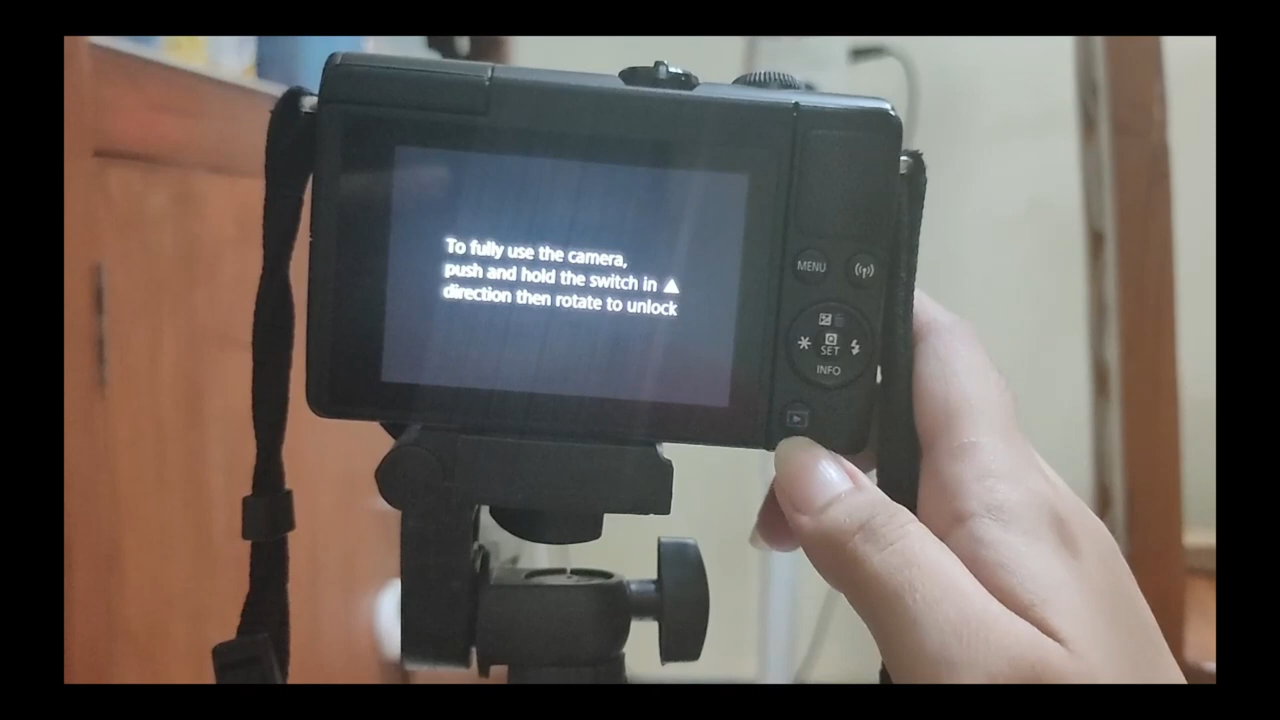 To fully use the camera,
push and hold the switch in ▲
direction then rotate to unlock
MENU
SET
INFO